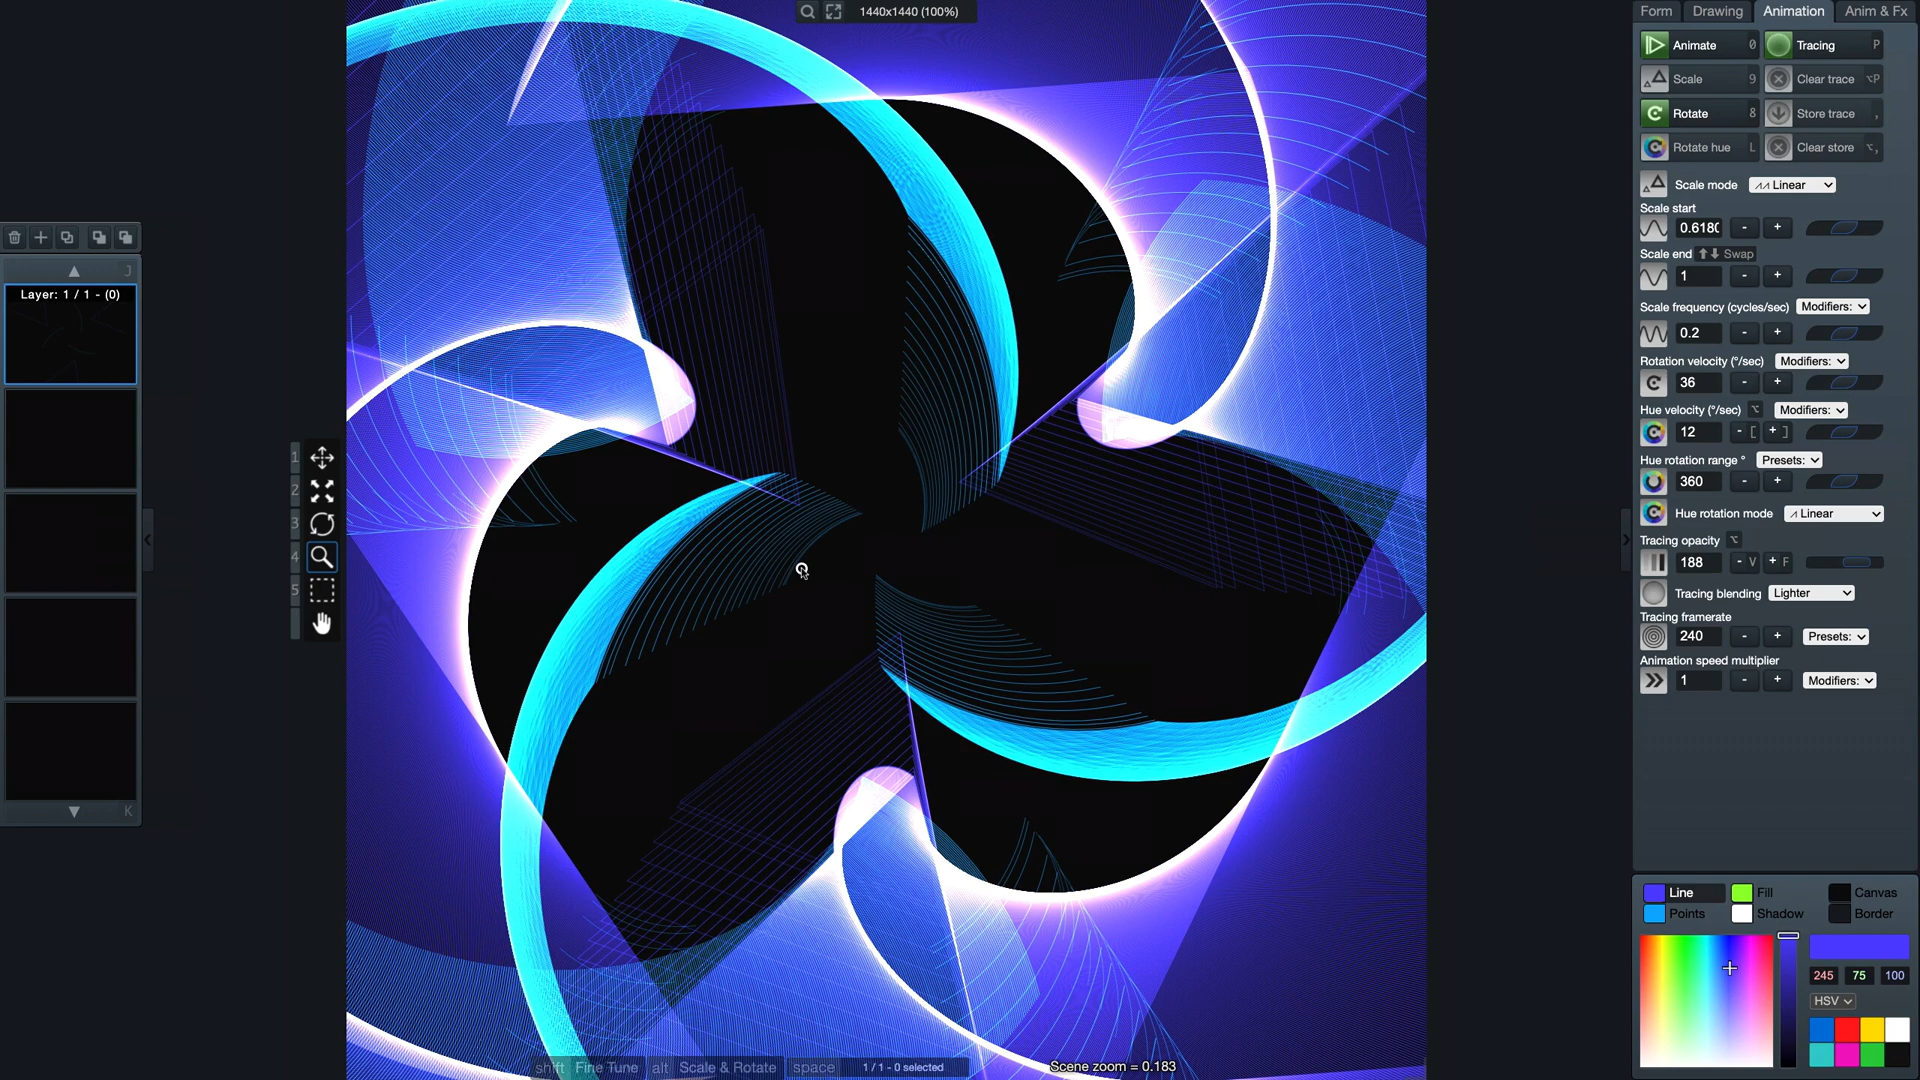 1440x1440 (100%)
Form Drawing Animation Anim & Fx
Animate 0 Tracing P
Scale 9 Clear trace ⌥P
Rotate 8 Store trace ,
Rotate hue L Clear store ⌥,
Scale mode Linear
Scale start
0.618( - +
Scale end Swap
1 - +
Scale frequency (cycles/sec) Modifiers:
0.2 - +
Rotation velocity (°/sec) Modifiers:
36 - +
Hue velocity (°/sec) ⌥ Modifiers:
12 - [ + ]
Hue rotation range ° Presets:
360 - +
Hue rotation mode Linear
Tracing opacity ⌥
188 - V + F
Tracing blending Lighter
Tracing framerate
240 - + Presets:
Animation speed multiplier
1 - + Modifiers:
J
Layer: 1 / 1 - (0)
K
1
2
3
4
5
Line Fill Canvas
Points Shadow Border
245 75 100
HSV
shift Fine Tune alt Scale & Rotate space 1 / 1 - 0 selected Scene zoom = 0.183